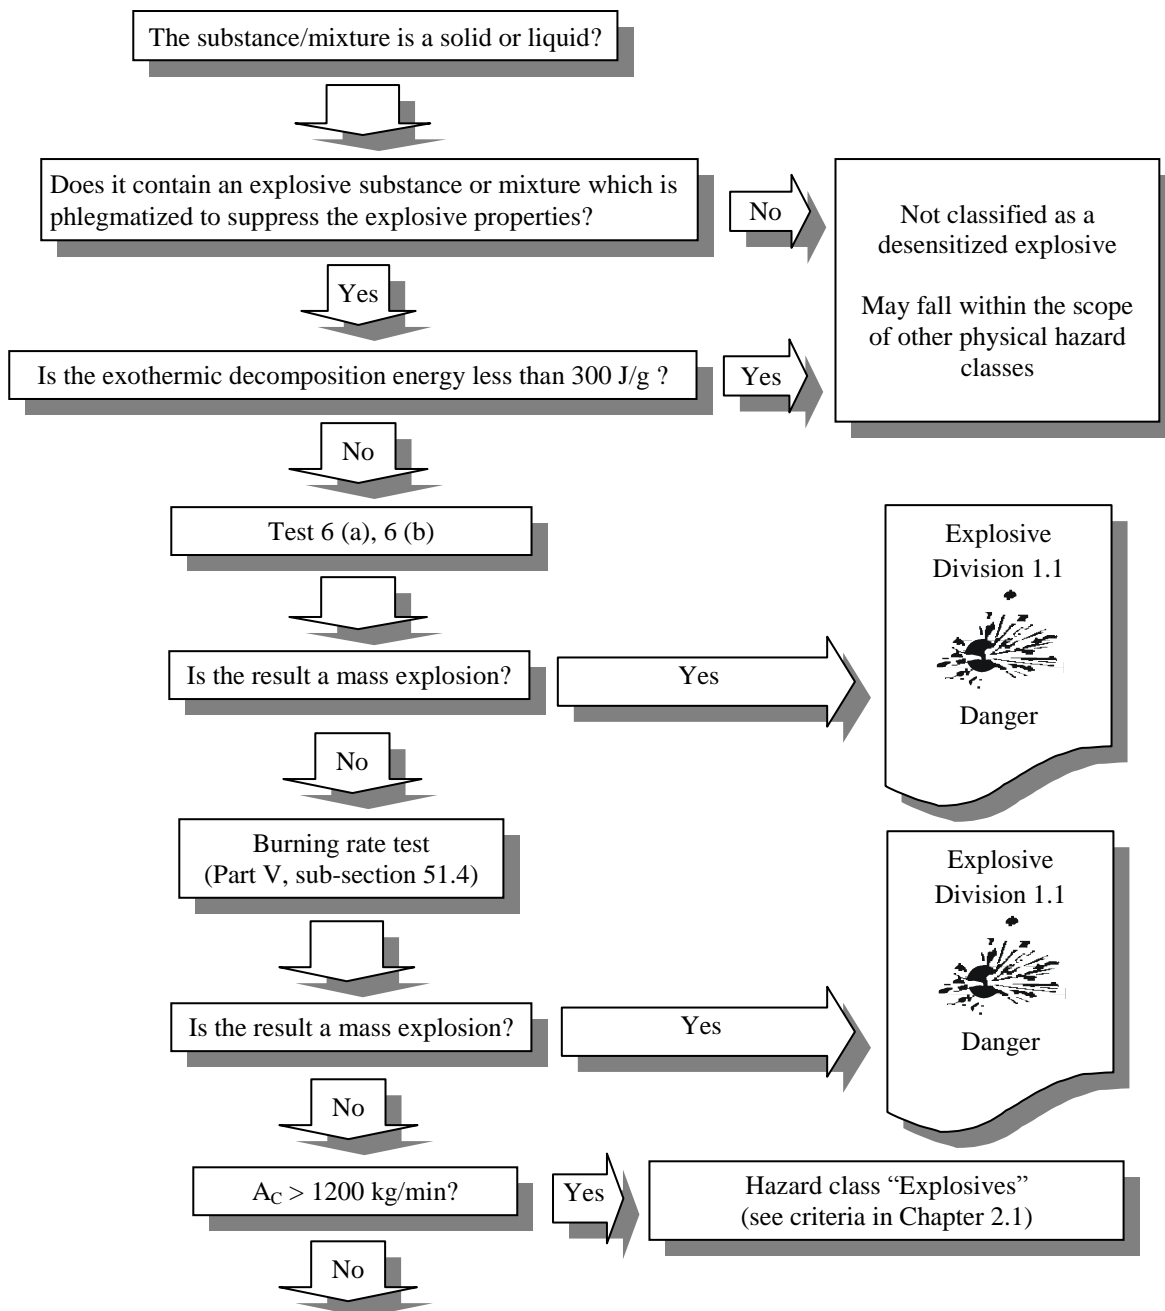 The substance/mixture is a solid or liquid?
Does it contain an explosive substance or mixture which is
phlegmatized to suppress the explosive properties?
No
Not classified as a
desensitized explosive
May fall within the scope
of other physical hazard
classes
Yes
Is the exothermic decomposition energy less than 300 J/g ?
Yes
No
Test 6 (a), 6 (b)
Explosive
Division 1.1
Danger
Is the result a mass explosion?
Yes
No
Burning rate test
(Part V, sub-section 51.4)
Explosive
Division 1.1
Danger
Is the result a mass explosion?
Yes
No
AC > 1200 kg/min?
Yes
Hazard class “Explosives”
(see criteria in Chapter 2.1)
No